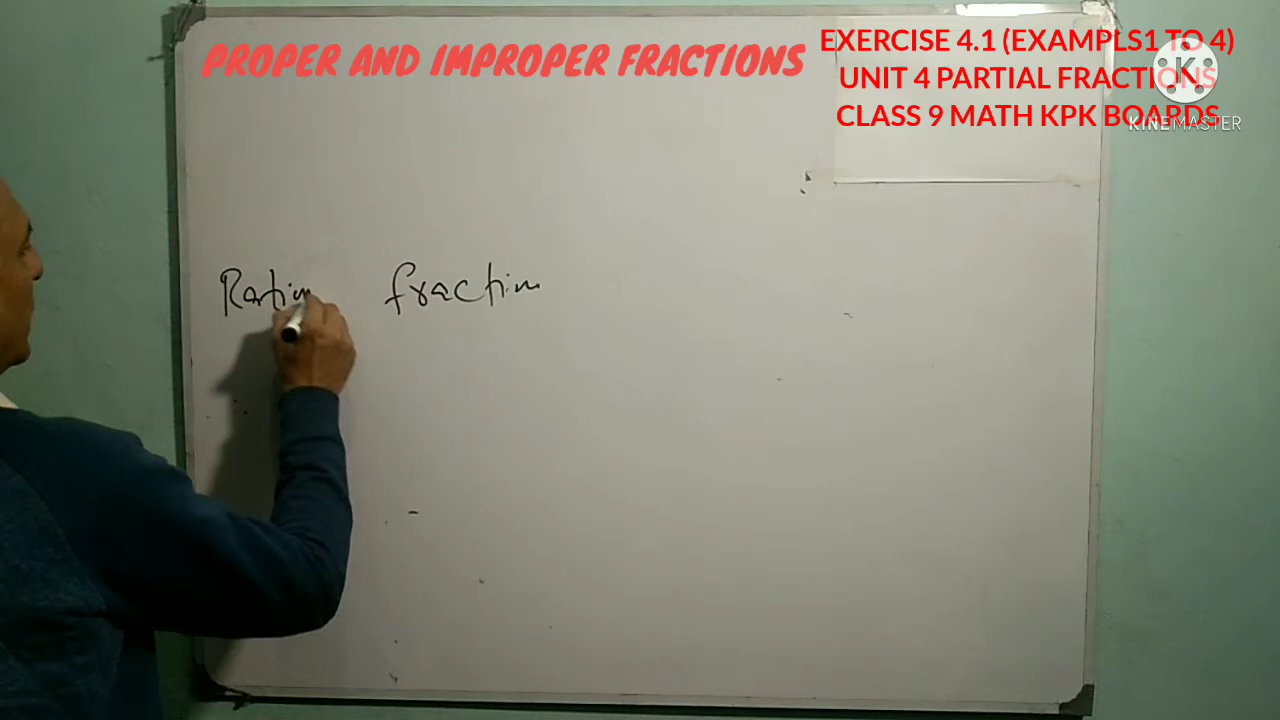 PROPER AND IMPROPER FRACTIONS
EXERCISE 4.1 (EXAMPLS1 TO 4)
UNIT 4 PARTIAL FRACTIONS
CLASS 9 MATH KPK BOARDS
KINEMASTER
Ration fraction